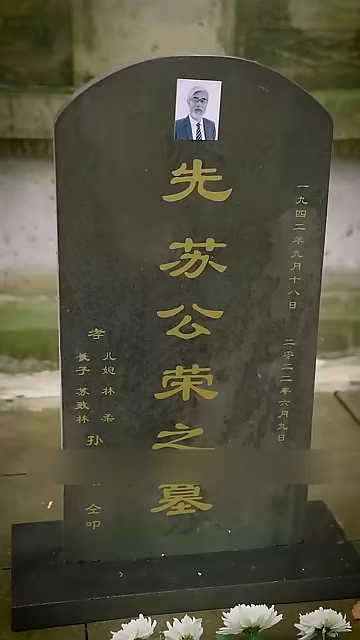 一九四二年九月十八日
二零二二年六月九日
先苏公荣之墓
孝
儿媳 林柔
长子 苏致林
孙
仝叩